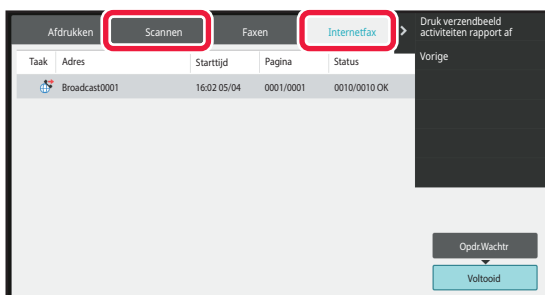 Afdrukken Scannen Faxen Internetfax
Druk verzendbeeld
activiteiten rapport af
Vorige
Taak Adres Starttijd Pagina Status
Broadcast0001 16:02 05/04 0001/0001 0010/0010 OK
Opdr.Wachtr
Voltooid